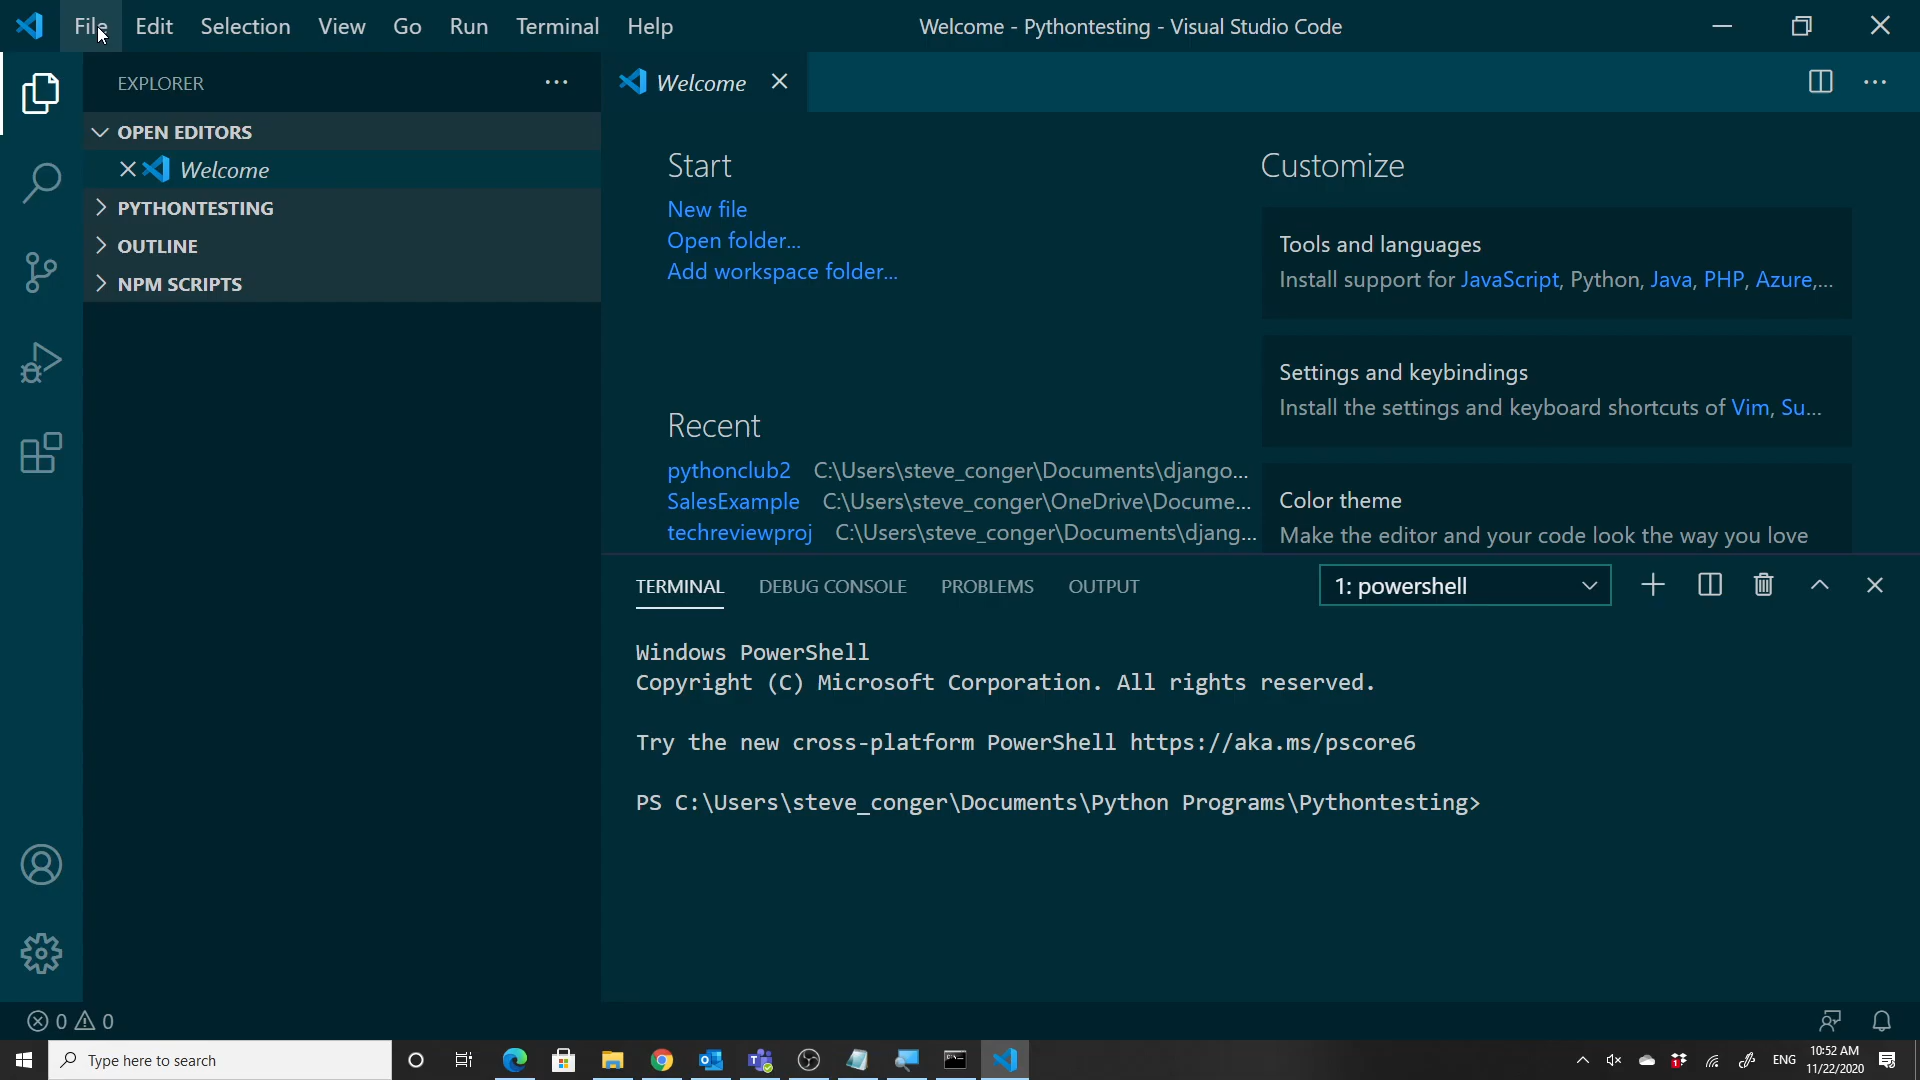 File Edit Selection View Go Run Terminal Help
Welcome - Pythontesting - Visual Studio Code
EXPLORER
OPEN EDITORS
Welcome
PYTHONTESTING
OUTLINE
NPM SCRIPTS
Welcome
Start
New file
Open folder...
Add workspace folder...
Recent
pythonclub2 C:\Users\steve_conger\Documents\django...
SalesExample C:\Users\steve_conger\OneDrive\Docume...
techreviewproj C:\Users\steve_conger\Documents\djang...
Customize
Tools and languages
Install support for JavaScript, Python, Java, PHP, Azure,...
Settings and keybindings
Install the settings and keyboard shortcuts of Vim, Su...
Color theme
Make the editor and your code look the way you love
TERMINAL DEBUG CONSOLE PROBLEMS OUTPUT
1: powershell
Windows PowerShell
Copyright (C) Microsoft Corporation. All rights reserved.
Try the new cross-platform PowerShell https://aka.ms/pscore6
PS C:\Users\steve_conger\Documents\Python Programs\Pythontesting>
0 0
Type here to search
ENG
10:52 AM
11/22/2020